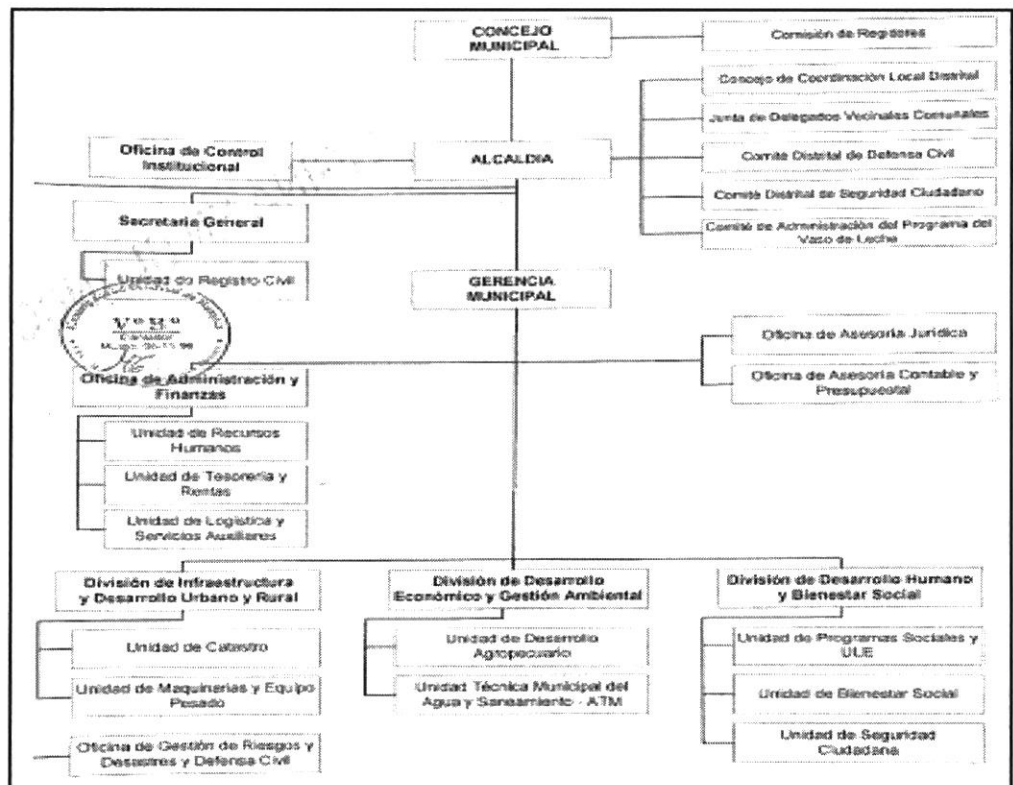 CONCEJO
MUNICIPAL
Comisión de Regidores
Concejo de Coordinación Local Distrital
Junta de Delegados Vecinales Comunales
Oficina de Control
Institucional
ALCALDIA
Comité Distrital de Defensa Civil
Comité Distrital de Seguridad Ciudadano
Secretaria General
Comité de Administración del Programa del
Vaso de Leche
Unidad de Registro Civil
GERENCIA
MUNICIPAL
VºBº
Oficina de Asesoría Jurídica
Oficina de Administración y
Finanzas
Oficina de Asesoría Contable y
Presupuestal
Unidad de Recursos
Humanos
Unidad de Tesorería y
Rentas
Unidad de Logística y
Servicios Auxiliares
División de Infraestructura
y Desarrollo Urbano y Rural
División de Desarrollo
Económico y Gestión Ambiental
División de Desarrollo Humano
y Bienestar Social
Unidad de Catastro
Unidad de Desarrollo
Agropecuario
Unidad de Programas Sociales y
ULE
Unidad de Maquinarias y Equipo
Pesado
Unidad Técnica Municipal del
Agua y Saneamiento - ATM
Unidad de Bienestar Social
Oficina de Gestión de Riesgos y
Desastres y Defensa Civil
Unidad de Seguridad
Ciudadana